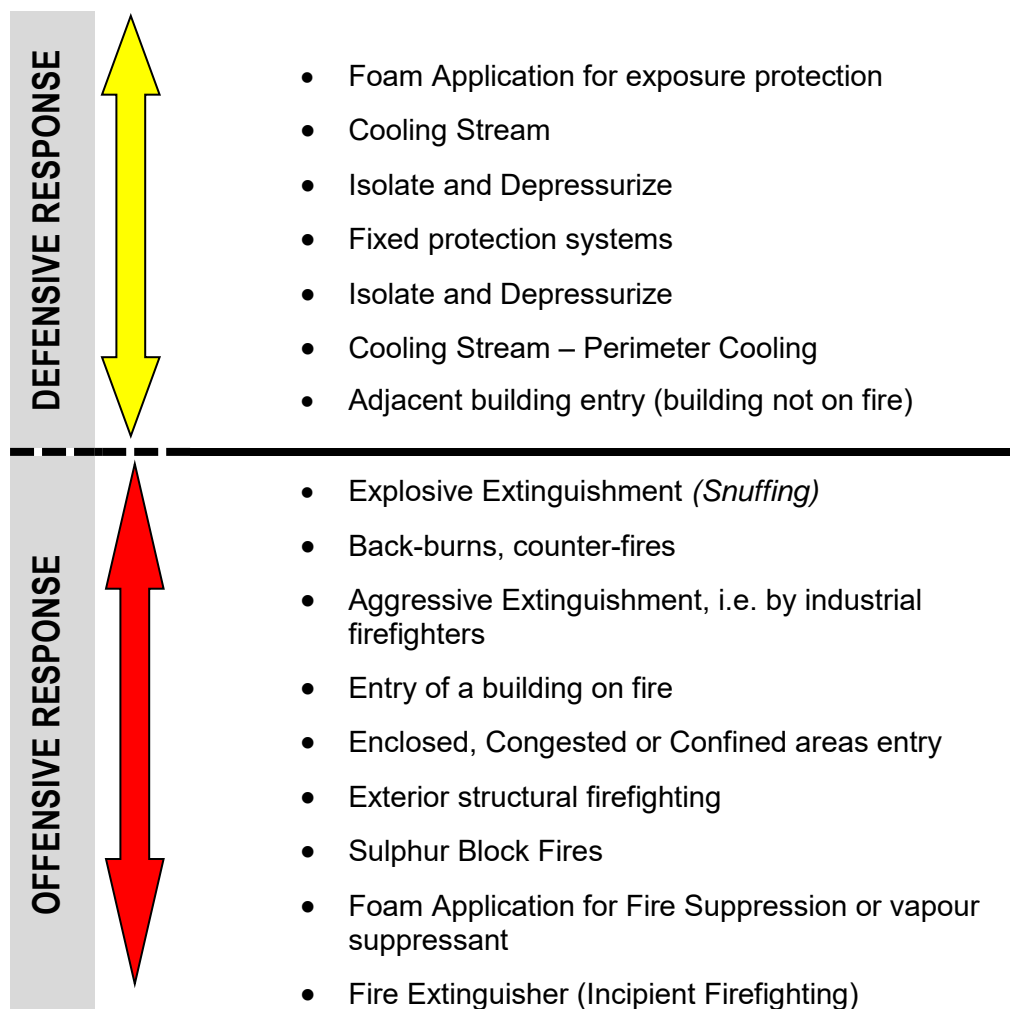 DEFENSIVE RESPONSE
• Foam Application for exposure protection
• Cooling Stream
• Isolate and Depressurize
• Fixed protection systems
• Isolate and Depressurize
• Cooling Stream – Perimeter Cooling
• Adjacent building entry (building not on fire)
OFFENSIVE RESPONSE
• Explosive Extinguishment (Snuffing)
• Back-burns, counter-fires
• Aggressive Extinguishment, i.e. by industrial
firefighters
• Entry of a building on fire
• Enclosed, Congested or Confined areas entry
• Exterior structural firefighting
• Sulphur Block Fires
• Foam Application for Fire Suppression or vapour
suppressant
• Fire Extinguisher (Incipient Firefighting)